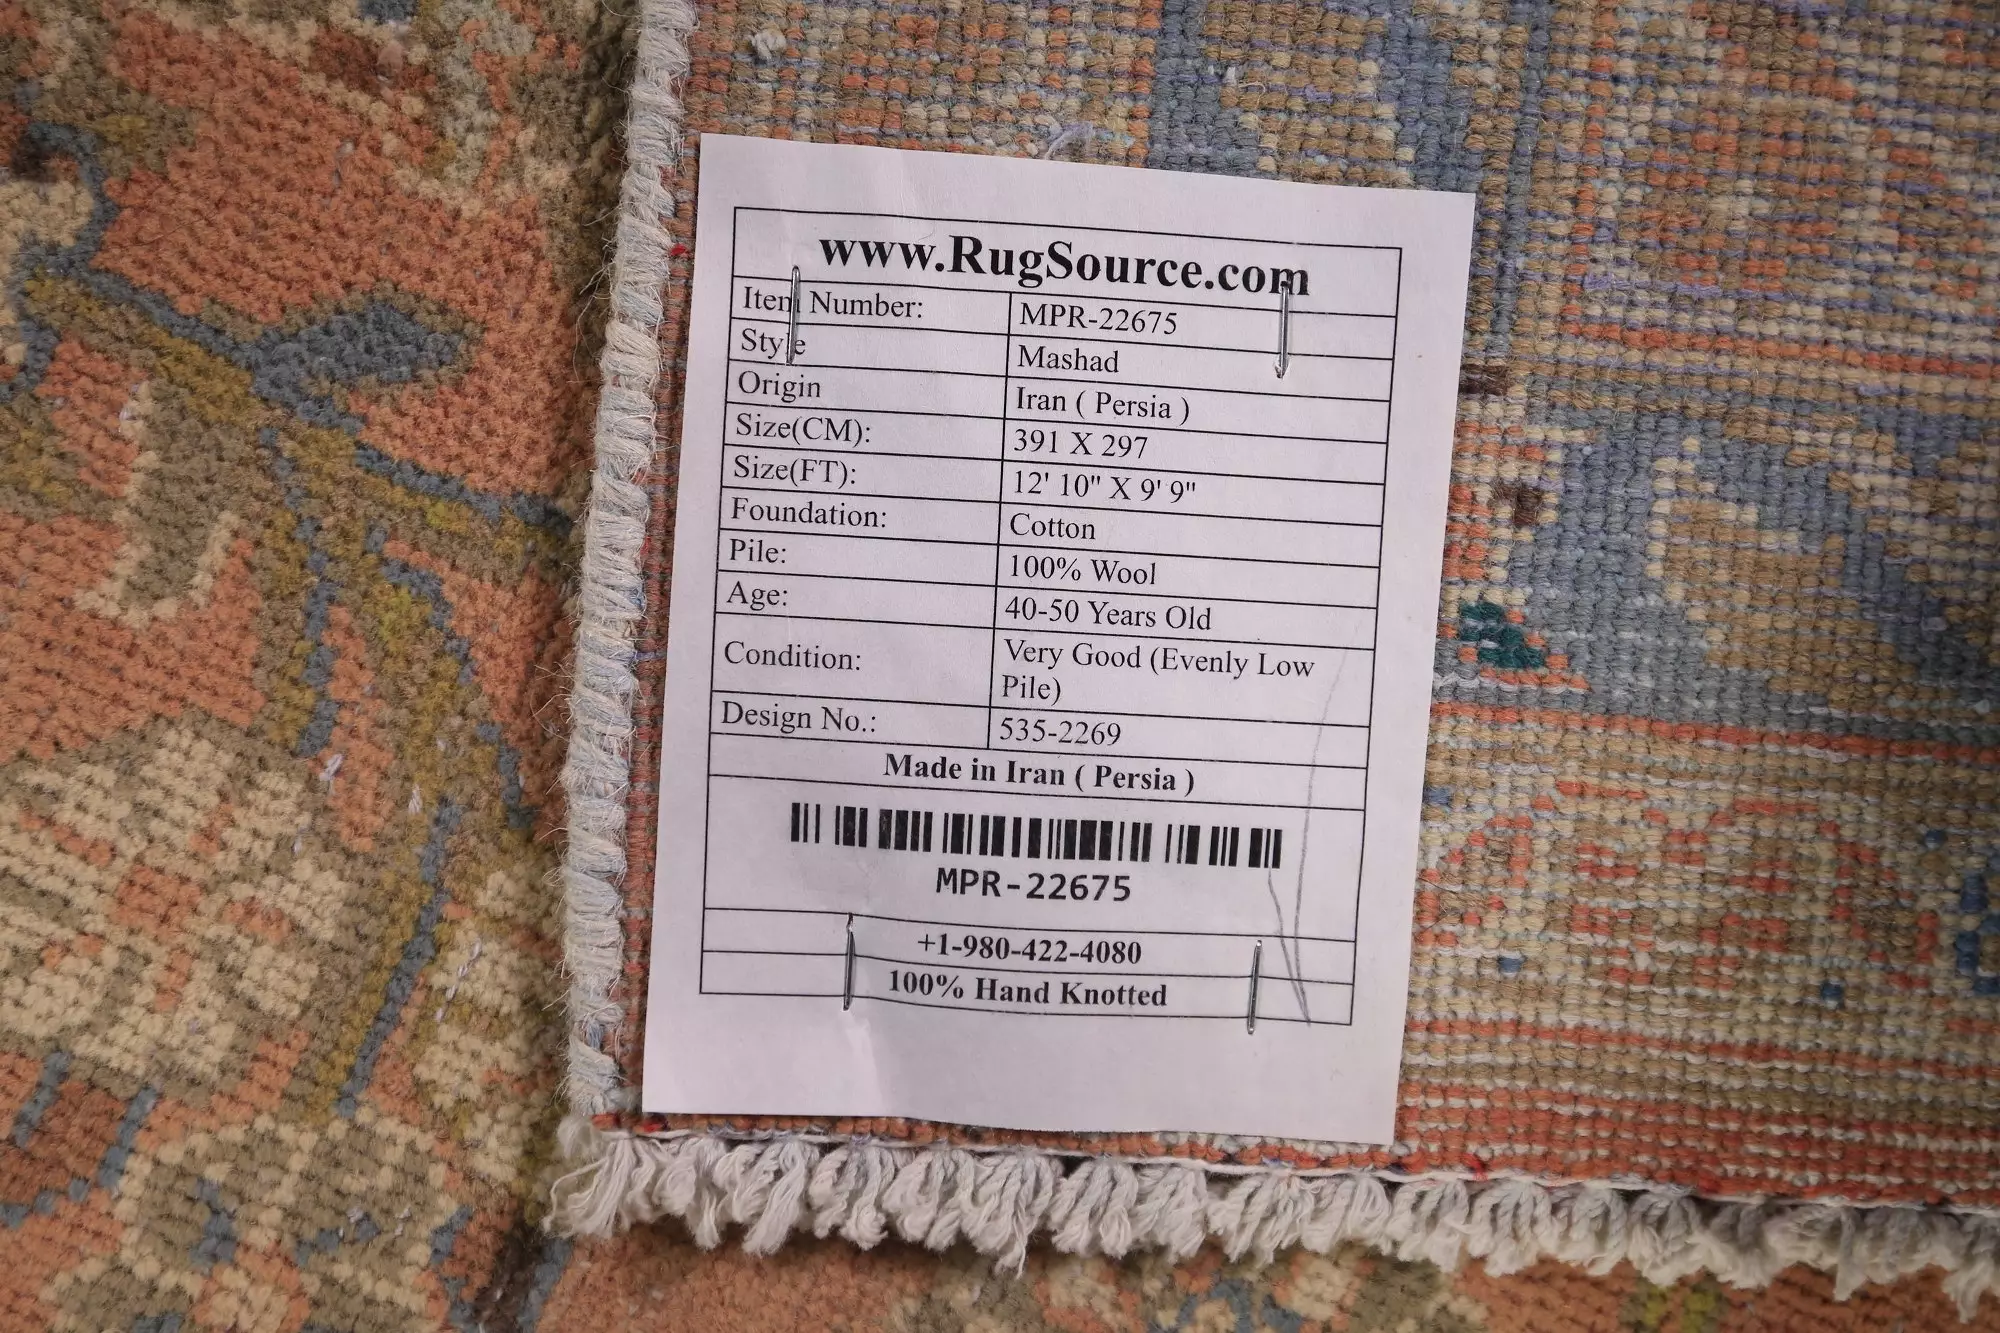 www.RugSource.com
Item Number: MPR-22675
Style Mashad
Origin Iran ( Persia )
Size(CM): 391 X 297
Size(FT): 12' 10" X 9' 9"
Foundation: Cotton
Pile: 100% Wool
Age: 40-50 Years Old
Condition: Very Good (Evenly Low
Pile)
Design No.: 535-2269
Made in Iran ( Persia )
MPR-22675
+1-980-422-4080
100% Hand Knotted